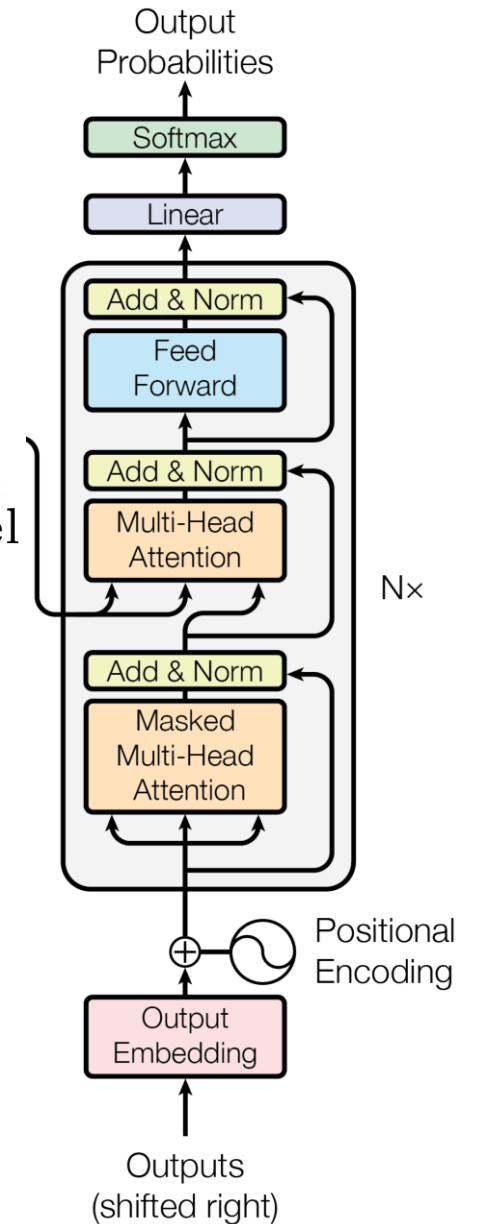 Output
Probabilities
Softmax
Linear
Add & Norm
Feed
Forward
Add & Norm
el
Multi-Head
Attention
N×
Add & Norm
Masked
Multi-Head
Attention
Positional
Encoding
Output
Embedding
Outputs
(shifted right)